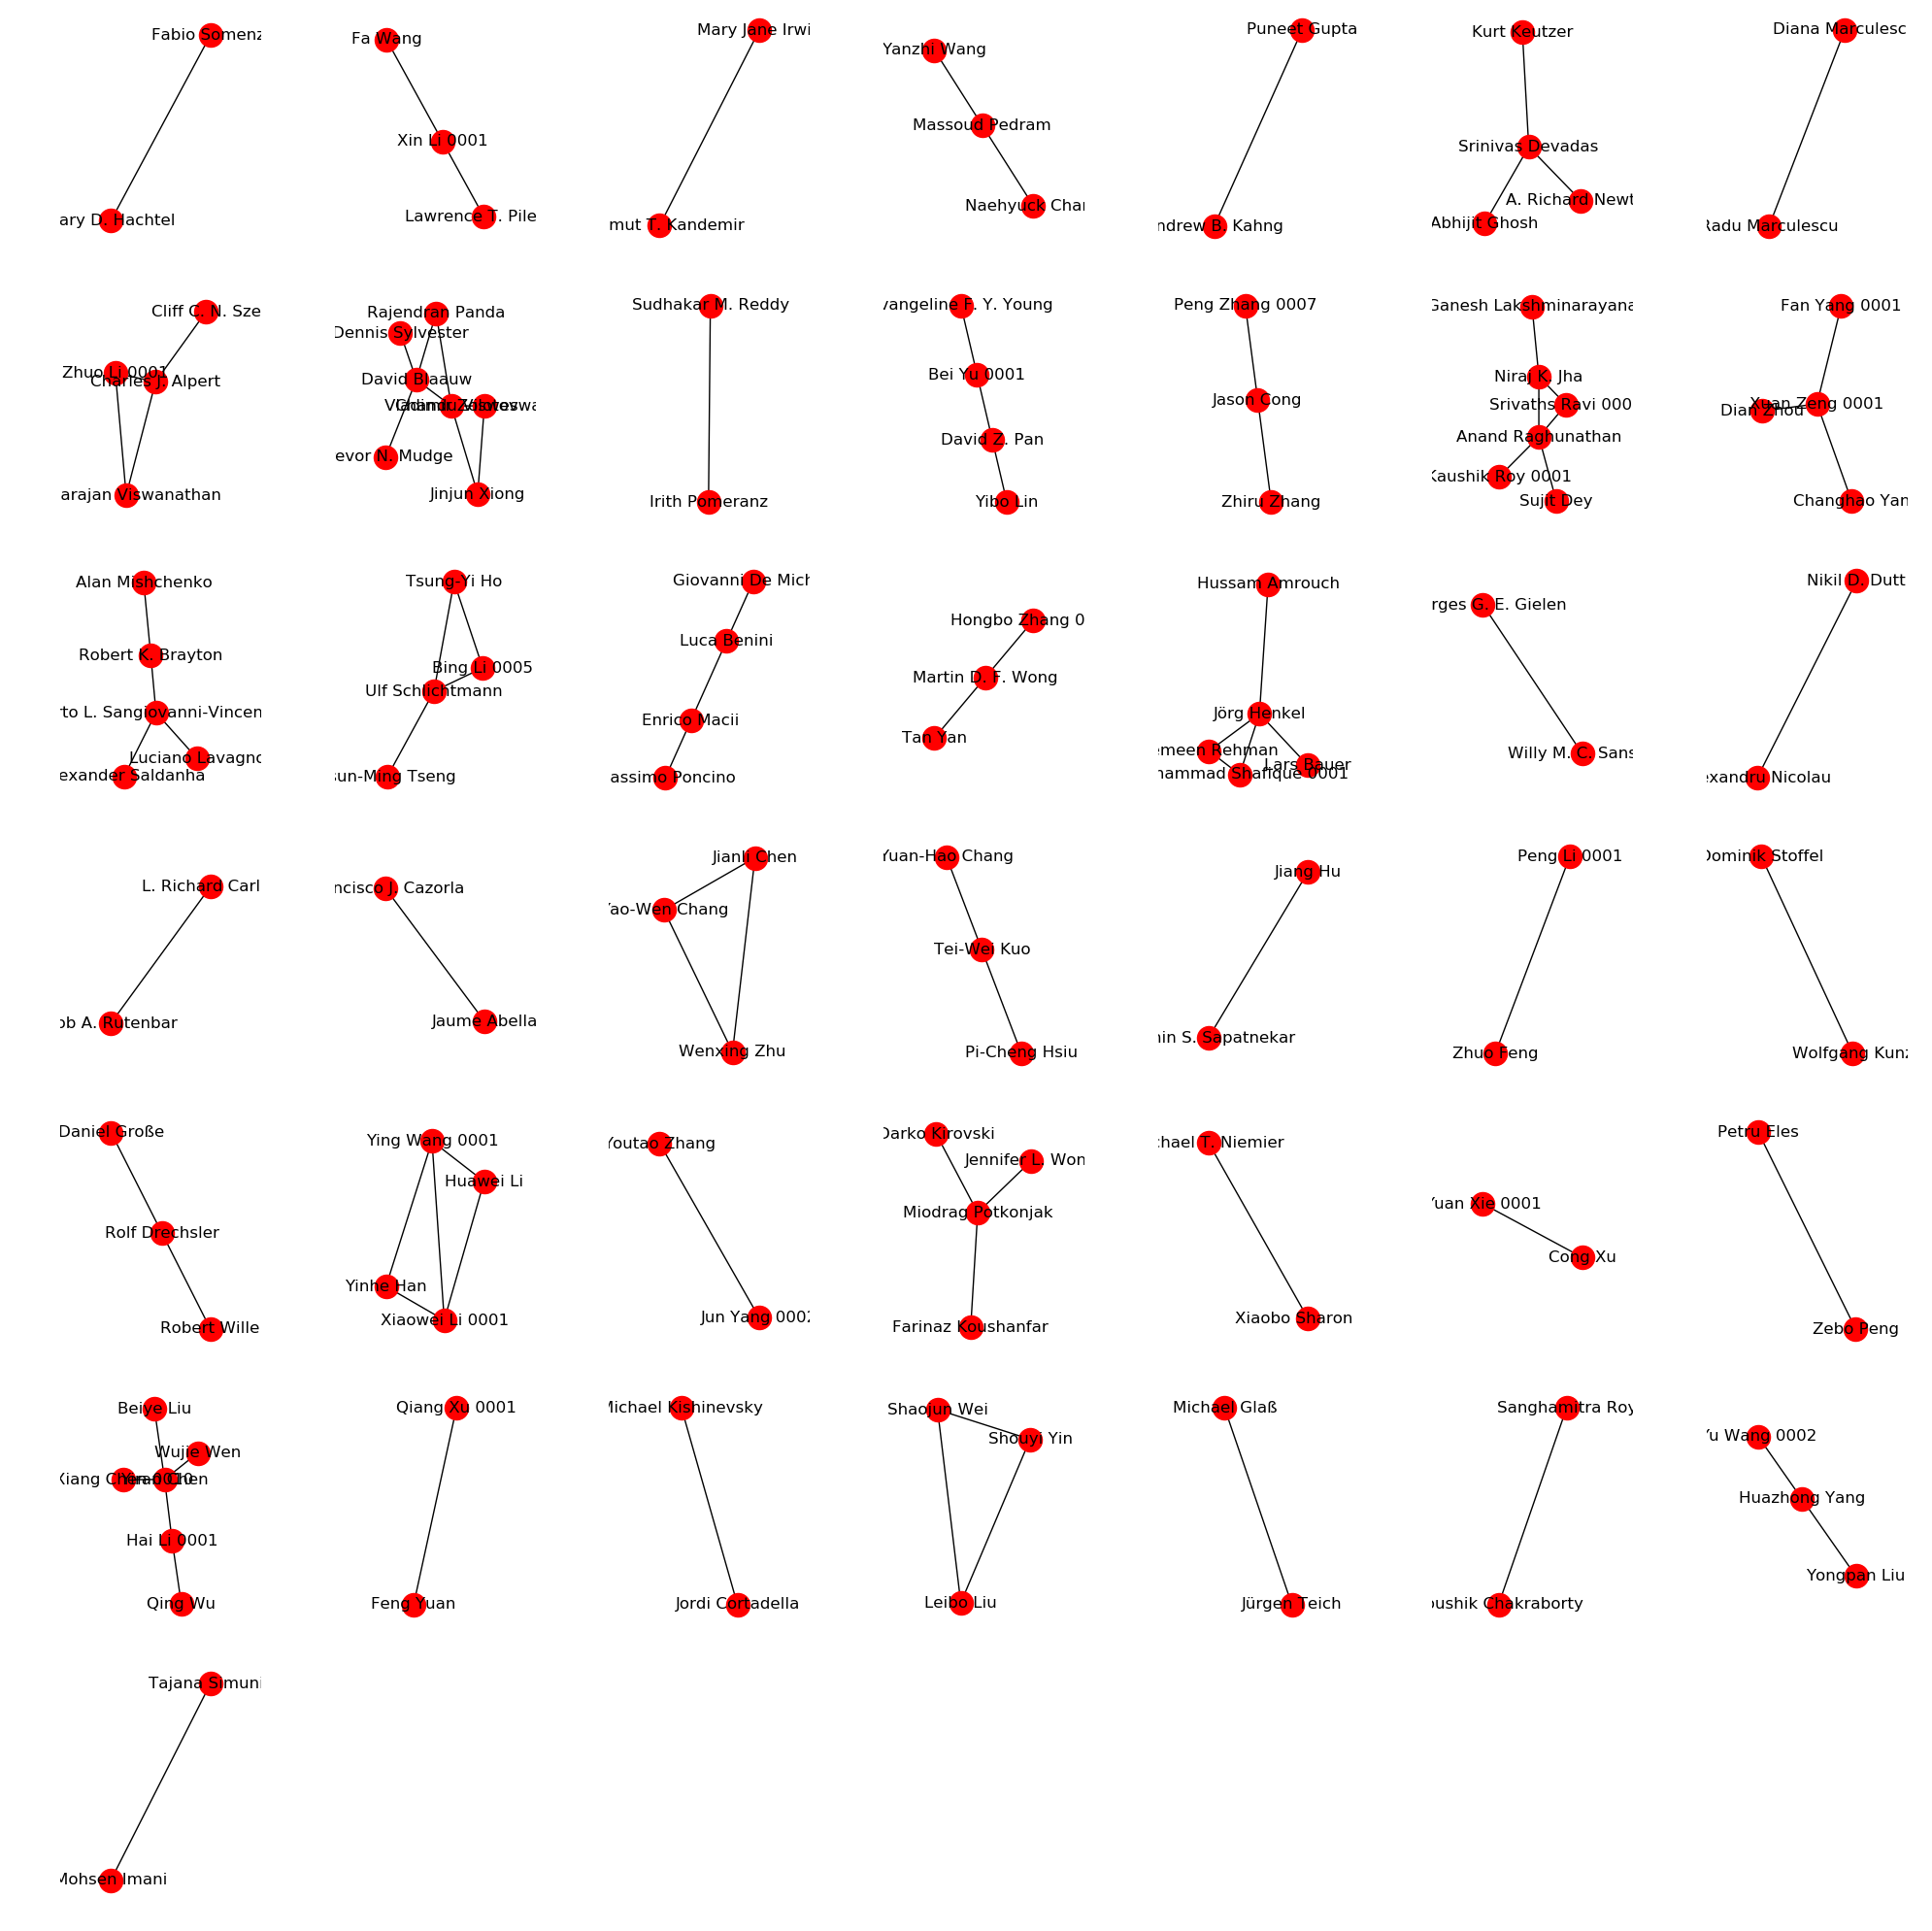 Fabio Somenz
ary D. Hachtel
Fa Wang
Xin Li 0001
Lawrence T. Pile
Mary Jane Irwi
mut T. Kandemir
Yanzhi Wang
Massoud Pedram
Naehyuck Char
Puneet Gupta
ndrew B. Kahng
Kurt Keutzer
Srinivas Devadas
A. Richard Newt
Abhijit Ghosh
Diana Marculesc
Radu Marculescu
Cliff C. N. Sze
Zhuo Li 0001
Charles J. Alpert
arajan Viswanathan
Rajendran Panda
Dennis Sylvester
David Blaauw
evor N. Mudge
Jinjun Xiong
Sudhakar M. Reddy
Irith Pomeranz
vangeline F. Y. Young
Bei Yu 0001
David Z. Pan
Yibo Lin
Peng Zhang 0007
Jason Cong
Zhiru Zhang
Ganesh Lakshminarayana
Niraj K. Jha
Srivaths Ravi 000
Anand Raghunathan
Kaushik Roy 0001
Sujit Dey
Fan Yang 0001
Xuan Zeng 0001
Dian Zhou
Changhao Yan
Alan Mishchenko
Robert K. Brayton
rto L. Sangiovanni-Vincen
Luciano Lavagno
exander Saldanha
Tsung-Yi Ho
Bing Li 0005
Ulf Schlichtmann
sun-Ming Tseng
Giovanni De Mich
Luca Benini
Enrico Macii
assimo Poncino
Hongbo Zhang 0
Martin D. F. Wong
Tan Yan
Hussam Amrouch
Jörg Henkel
emeen Rehman
Lars Bauer
hammad Shafique 0001
rges G. E. Gielen
Willy M. C. Sans
Nikil D. Dutt
exandru Nicolau
L. Richard Carl
ob A. Rutenbar
ncisco J. Cazorla
Jaume Abella
Jianli Chen
Yao-Wen Chang
Wenxing Zhu
Yuan-Hao Chang
Tei-Wei Kuo
Pi-Cheng Hsiu
Jiang Hu
hin S. Sapatnekar
Peng Li 0001
Zhuo Feng
Dominik Stoffel
Wolfgang Kunz
Daniel Große
Rolf Drechsler
Robert Wille
Ying Wang 0001
Huawei Li
Yinhe Han
Xiaowei Li 0001
Youtao Zhang
Jun Yang 0002
Darko Kirovski
Jennifer L. Won
Miodrag Potkonjak
Farinaz Koushanfar
chael T. Niemier
Xiaobo Sharon
Yuan Xie 0001
Cong Xu
Petru Eles
Zebo Peng
Beiye Liu
Wujie Wen
Xiang Chen 0010
Yiran Chen
Hai Li 0001
Qing Wu
Qiang Xu 0001
Feng Yuan
Michael Kishinevsky
Jordi Cortadella
Shaojun Wei
Shouyi Yin
Leibo Liu
Michael Glaß
Jürgen Teich
Sanghamitra Roy
oushik Chakraborty
Yu Wang 0002
Huazhong Yang
Yongpan Liu
Tajana Simuni
Mohsen Imani